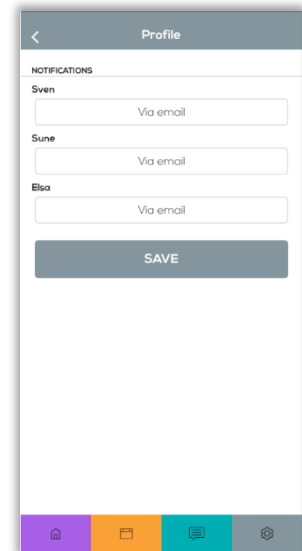 Profile
NOTIFICATIONS
Sven
Via email
Sune
Via email
Elsa
Via email
SAVE